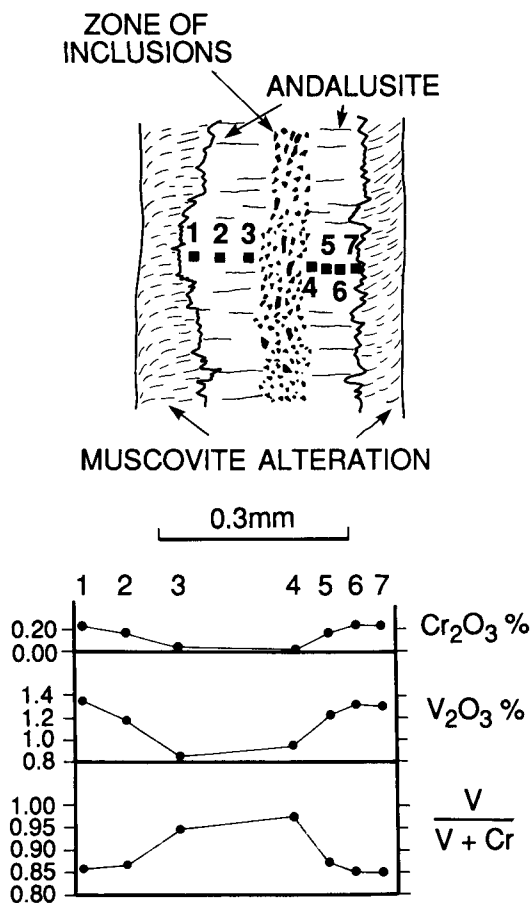 ZONE OF
INCLUSIONS
ANDALUSITE
1 2 3
5 7
4 6
MUSCOVITE ALTERATION
0.3mm
1 2 3 4 5 6 7
0.20
0.00
Cr₂O₃ %
1.4
1.2
1.0
0.8
V₂O₃ %
1.00
0.95
0.90
0.85
0.80
V
V + Cr